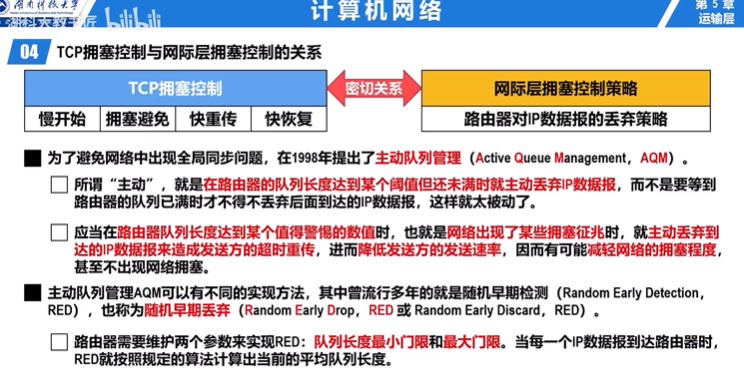 湖南科技大学
计算机网络
第5章
运输层
湖科大教书匠 bilibili
04 TCP拥塞控制与网际层拥塞控制的关系
TCP拥塞控制
密切关系
网际层拥塞控制策略
慢开始 拥塞避免 快重传 快恢复
路由器对IP数据报的丢弃策略
为了避免网络中出现全局同步问题，在1998年提出了主动队列管理（Active Queue Management，AQM）。
所谓“主动”，就是在路由器的队列长度达到某个阈值但还未满时就主动丢弃IP数据报，而不是要等到
路由器的队列已满时才不得不丢弃后面到达的IP数据报，这样就太被动了。
应当在路由器队列长度达到某个值得警惕的数值时，也就是网络出现了某些拥塞征兆时，就主动丢弃到
达的IP数据报来造成发送方的超时重传，进而降低发送方的发送速率，因而有可能减轻网络的拥塞程度，
甚至不出现网络拥塞。
主动队列管理AQM可以有不同的实现方法，其中曾流行多年的就是随机早期检测（Random Early Detection，
RED），也称为随机早期丢弃（Random Early Drop，RED 或 Random Early Discard，RED）。
路由器需要维护两个参数来实现RED：队列长度最小门限和最大门限。当每一个IP数据报到达路由器时，
RED就按照规定的算法计算出当前的平均队列长度。